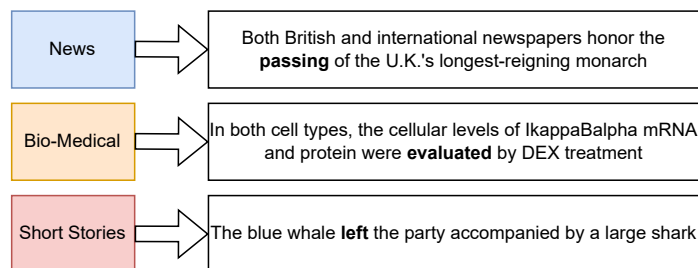 News
Both British and international newspapers honor the
passing of the U.K.'s longest-reigning monarch
Bio-Medical
In both cell types, the cellular levels of IkappaBalpha mRNA
and protein were evaluated by DEX treatment
Short Stories
The blue whale left the party accompanied by a large shark